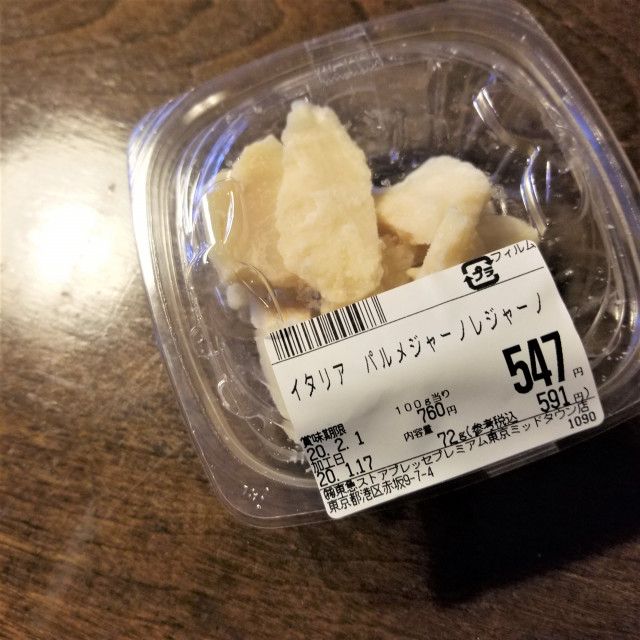 プラ
フィルム
イタリア パルメジャーノレジャーノ
100g当り
760円
547円
賞味期限
20. 2. 1
内容量
72g(参考税込 591円)
加工日
20. 1.17
㈱東急ストアプレッセプレミアム東京ミッドタウン店
東京都港区赤坂9-7-4
1090